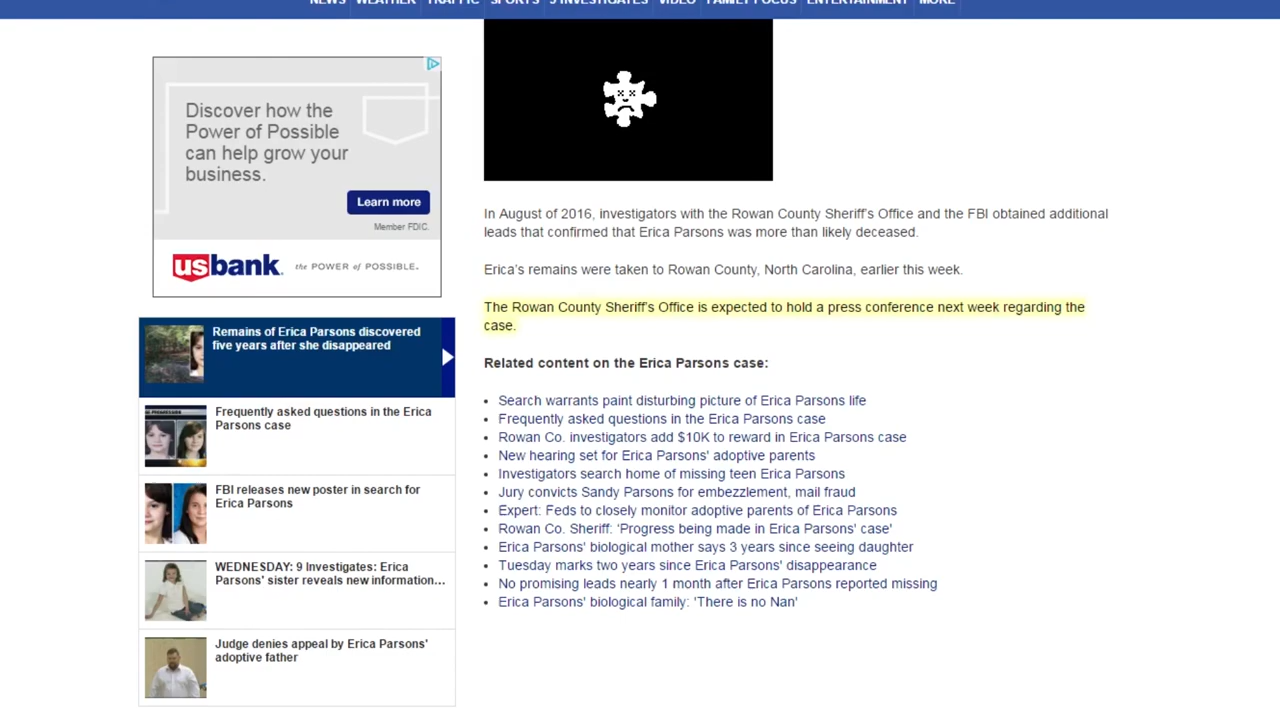 NEWS WEATHER TRAFFIC SPORTS 9 INVESTIGATES VIDEO FAMILY FOCUS ENTERTAINMENT MORE
Discover how the
Power of Possible
can help grow your
business.
Learn more
Member FDIC.
usbank. the POWER of POSSIBLE.
In August of 2016, investigators with the Rowan County Sheriff's Office and the FBI obtained additional
leads that confirmed that Erica Parsons was more than likely deceased.
Erica's remains were taken to Rowan County, North Carolina, earlier this week.
The Rowan County Sheriff's Office is expected to hold a press conference next week regarding the
case.
Related content on the Erica Parsons case:
Search warrants paint disturbing picture of Erica Parsons life
Frequently asked questions in the Erica Parsons case
Rowan Co. investigators add $10K to reward in Erica Parsons case
New hearing set for Erica Parsons' adoptive parents
Investigators search home of missing teen Erica Parsons
Jury convicts Sandy Parsons for embezzlement, mail fraud
Expert: Feds to closely monitor adoptive parents of Erica Parsons
Rowan Co. Sheriff: 'Progress being made in Erica Parsons' case'
Erica Parsons' biological mother says 3 years since seeing daughter
Tuesday marks two years since Erica Parsons' disappearance
No promising leads nearly 1 month after Erica Parsons reported missing
Erica Parsons' biological family: 'There is no Nan'
Remains of Erica Parsons discovered
five years after she disappeared
Frequently asked questions in the Erica
Parsons case
FBI releases new poster in search for
Erica Parsons
WEDNESDAY: 9 Investigates: Erica
Parsons' sister reveals new information...
Judge denies appeal by Erica Parsons'
adoptive father